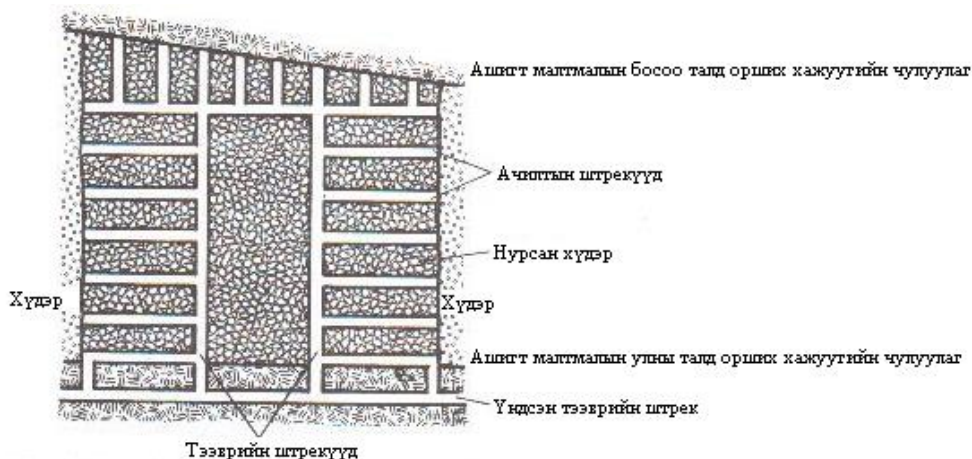 Ашигт малтмалын босоо талд орших хажуугийн чулуулаг
Ачилтын штрекүүд
Нурсан хүдэр
Хүдэр
Хүдэр
Ашигт малтмалын улны талд орших хажуугийн чулуулаг
Үндсэн тээврийн штрек
Тээврийн штрекүүд